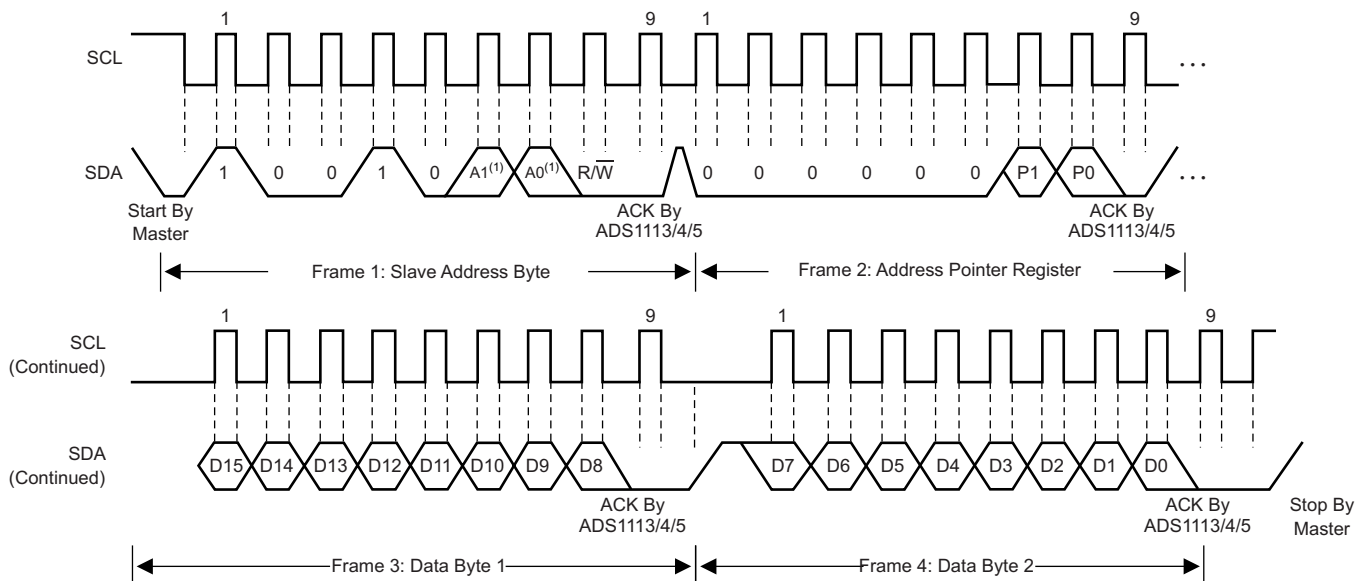 1 9 1 9
SCL ...
SDA 1 0 0 1 0 A1(1) A0(1) R/W̅ 0 0 0 0 0 0 P1 P0 ...
Start By
Master
ACK By
ADS1113/4/5
ACK By
ADS1113/4/5
Frame 1: Slave Address Byte
Frame 2: Address Pointer Register
1 9 1 9
SCL
(Continued)
SDA
(Continued)
D15 D14 D13 D12 D11 D10 D9 D8 D7 D6 D5 D4 D3 D2 D1 D0
ACK By
ADS1113/4/5
ACK By
ADS1113/4/5
Stop By
Master
Frame 3: Data Byte 1
Frame 4: Data Byte 2